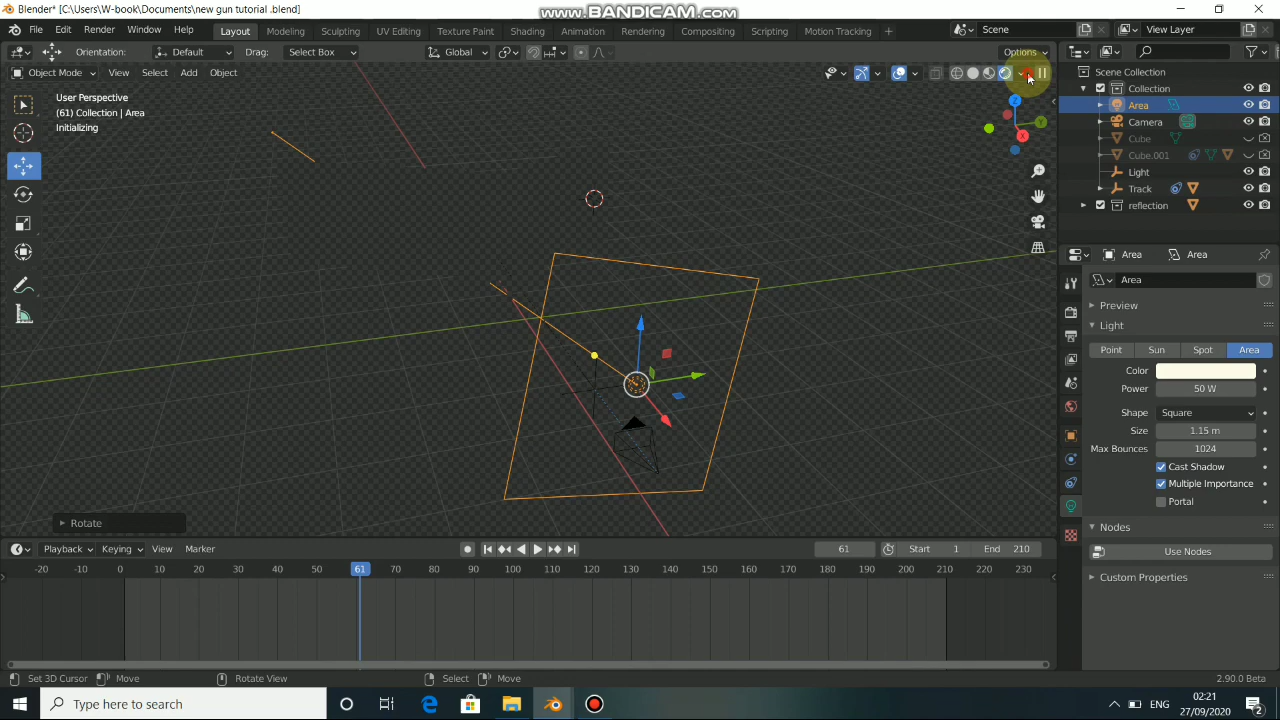 Blender* [C:\Users\W-book\Documents\new gun tutorial .blend]
www.BANDICAM.com
File Edit Render Window Help Layout Modeling Sculpting UV Editing Texture Paint Shading Animation Rendering Compositing Scripting Motion Tracking + Scene View Layer
Orientation: Default Drag: Select Box Global Options
Object Mode View Select Add Object
User Perspective
(61) Collection | Area
Initializing
Z
Y
X
Scene Collection
Collection
Area
Camera
Cube
Cube.001
Light
Track
reflection
Area Area
Area
Preview
Light
Point Sun Spot Area
Color
Power 50 W
Shape Square
Size 1.15 m
Max Bounces 1024
Cast Shadow
Multiple Importance
Portal
Nodes
Use Nodes
Custom Properties
Rotate
Playback Keying View Marker 61 Start 1 End 210
-20 -10 0 10 20 30 40 50 61 70 80 90 100 110 120 130 140 150 160 170 180 190 200 210 220 230
Set 3D Cursor Move Rotate View Select Move 2.90.0 Beta
Type here to search
ENG
02:21
27/09/2020
2